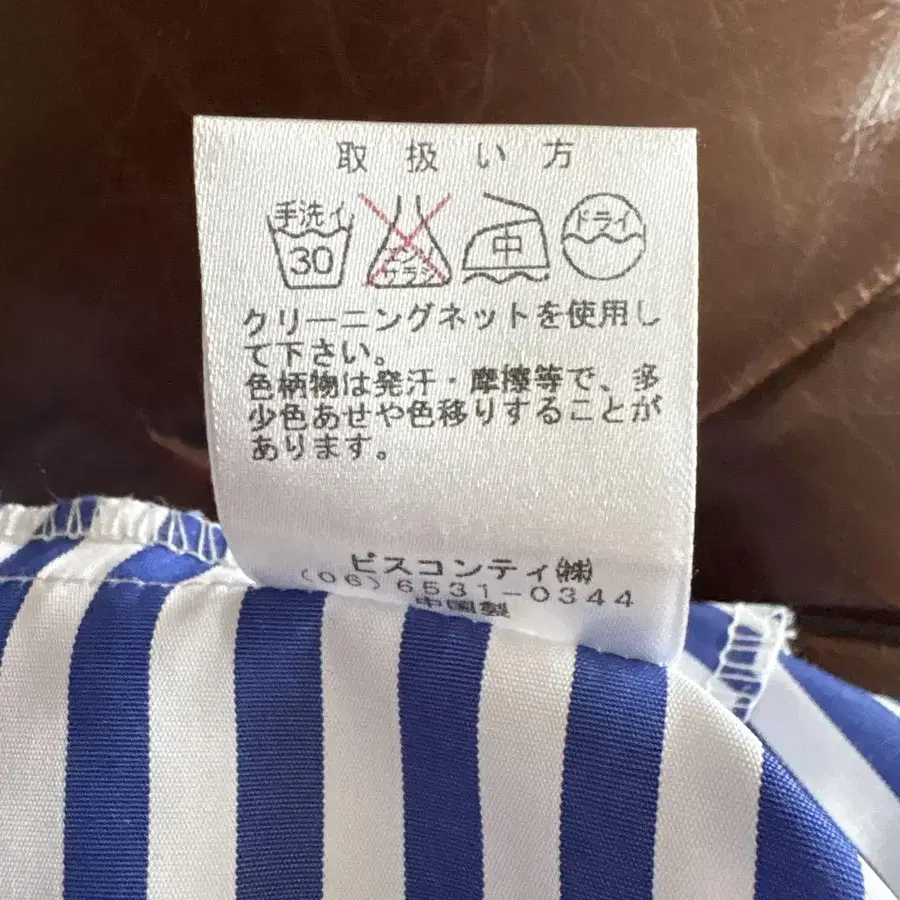 取扱い方
手洗イ 30 サラシ 中 ドライ
クリーニングネットを使用し
て下さい。
色柄物は発汗・摩擦等で、多
少色あせや色移りすることが
あります。
ビスコンティ㈱
(06)6531-0344
中国製